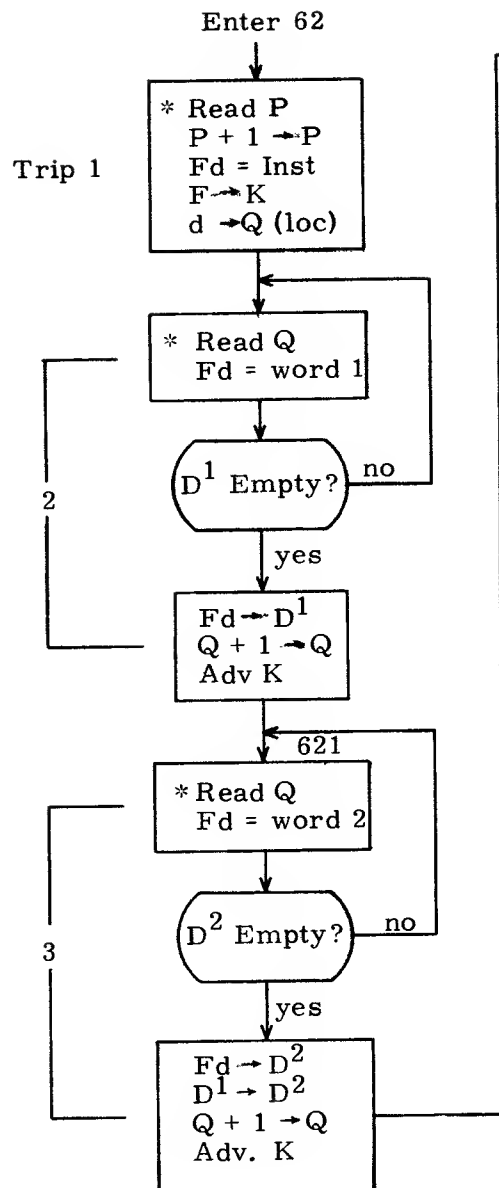 Enter 62
* Read P
P + 1 → P
Trip 1
Fd = Inst
F → K
d → Q (loc)
* Read Q
Fd = word 1
2
D¹ Empty?
no
yes
Fd → D¹
Q + 1 → Q
Adv K
621
* Read Q
Fd = word 2
3
D² Empty?
no
yes
Fd → D²
D¹ → D²
Q + 1 → Q
Adv. K